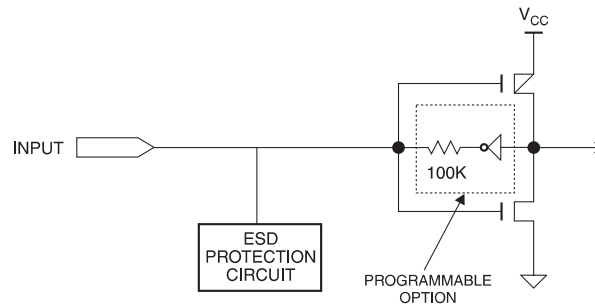 VCC
INPUT
100K
ESD
PROTECTION
CIRCUIT
PROGRAMMABLE
OPTION